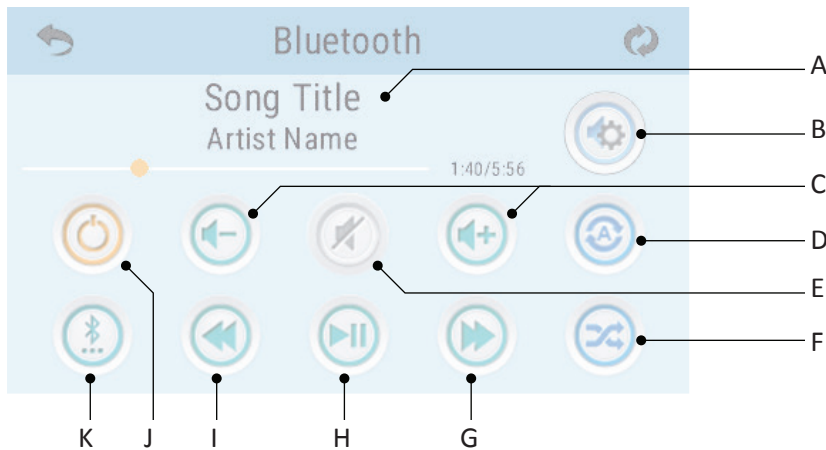 Bluetooth
A
Song Title
Artist Name
B
1:40/5:56
C
A
D
E
F
K
J
I
H
G